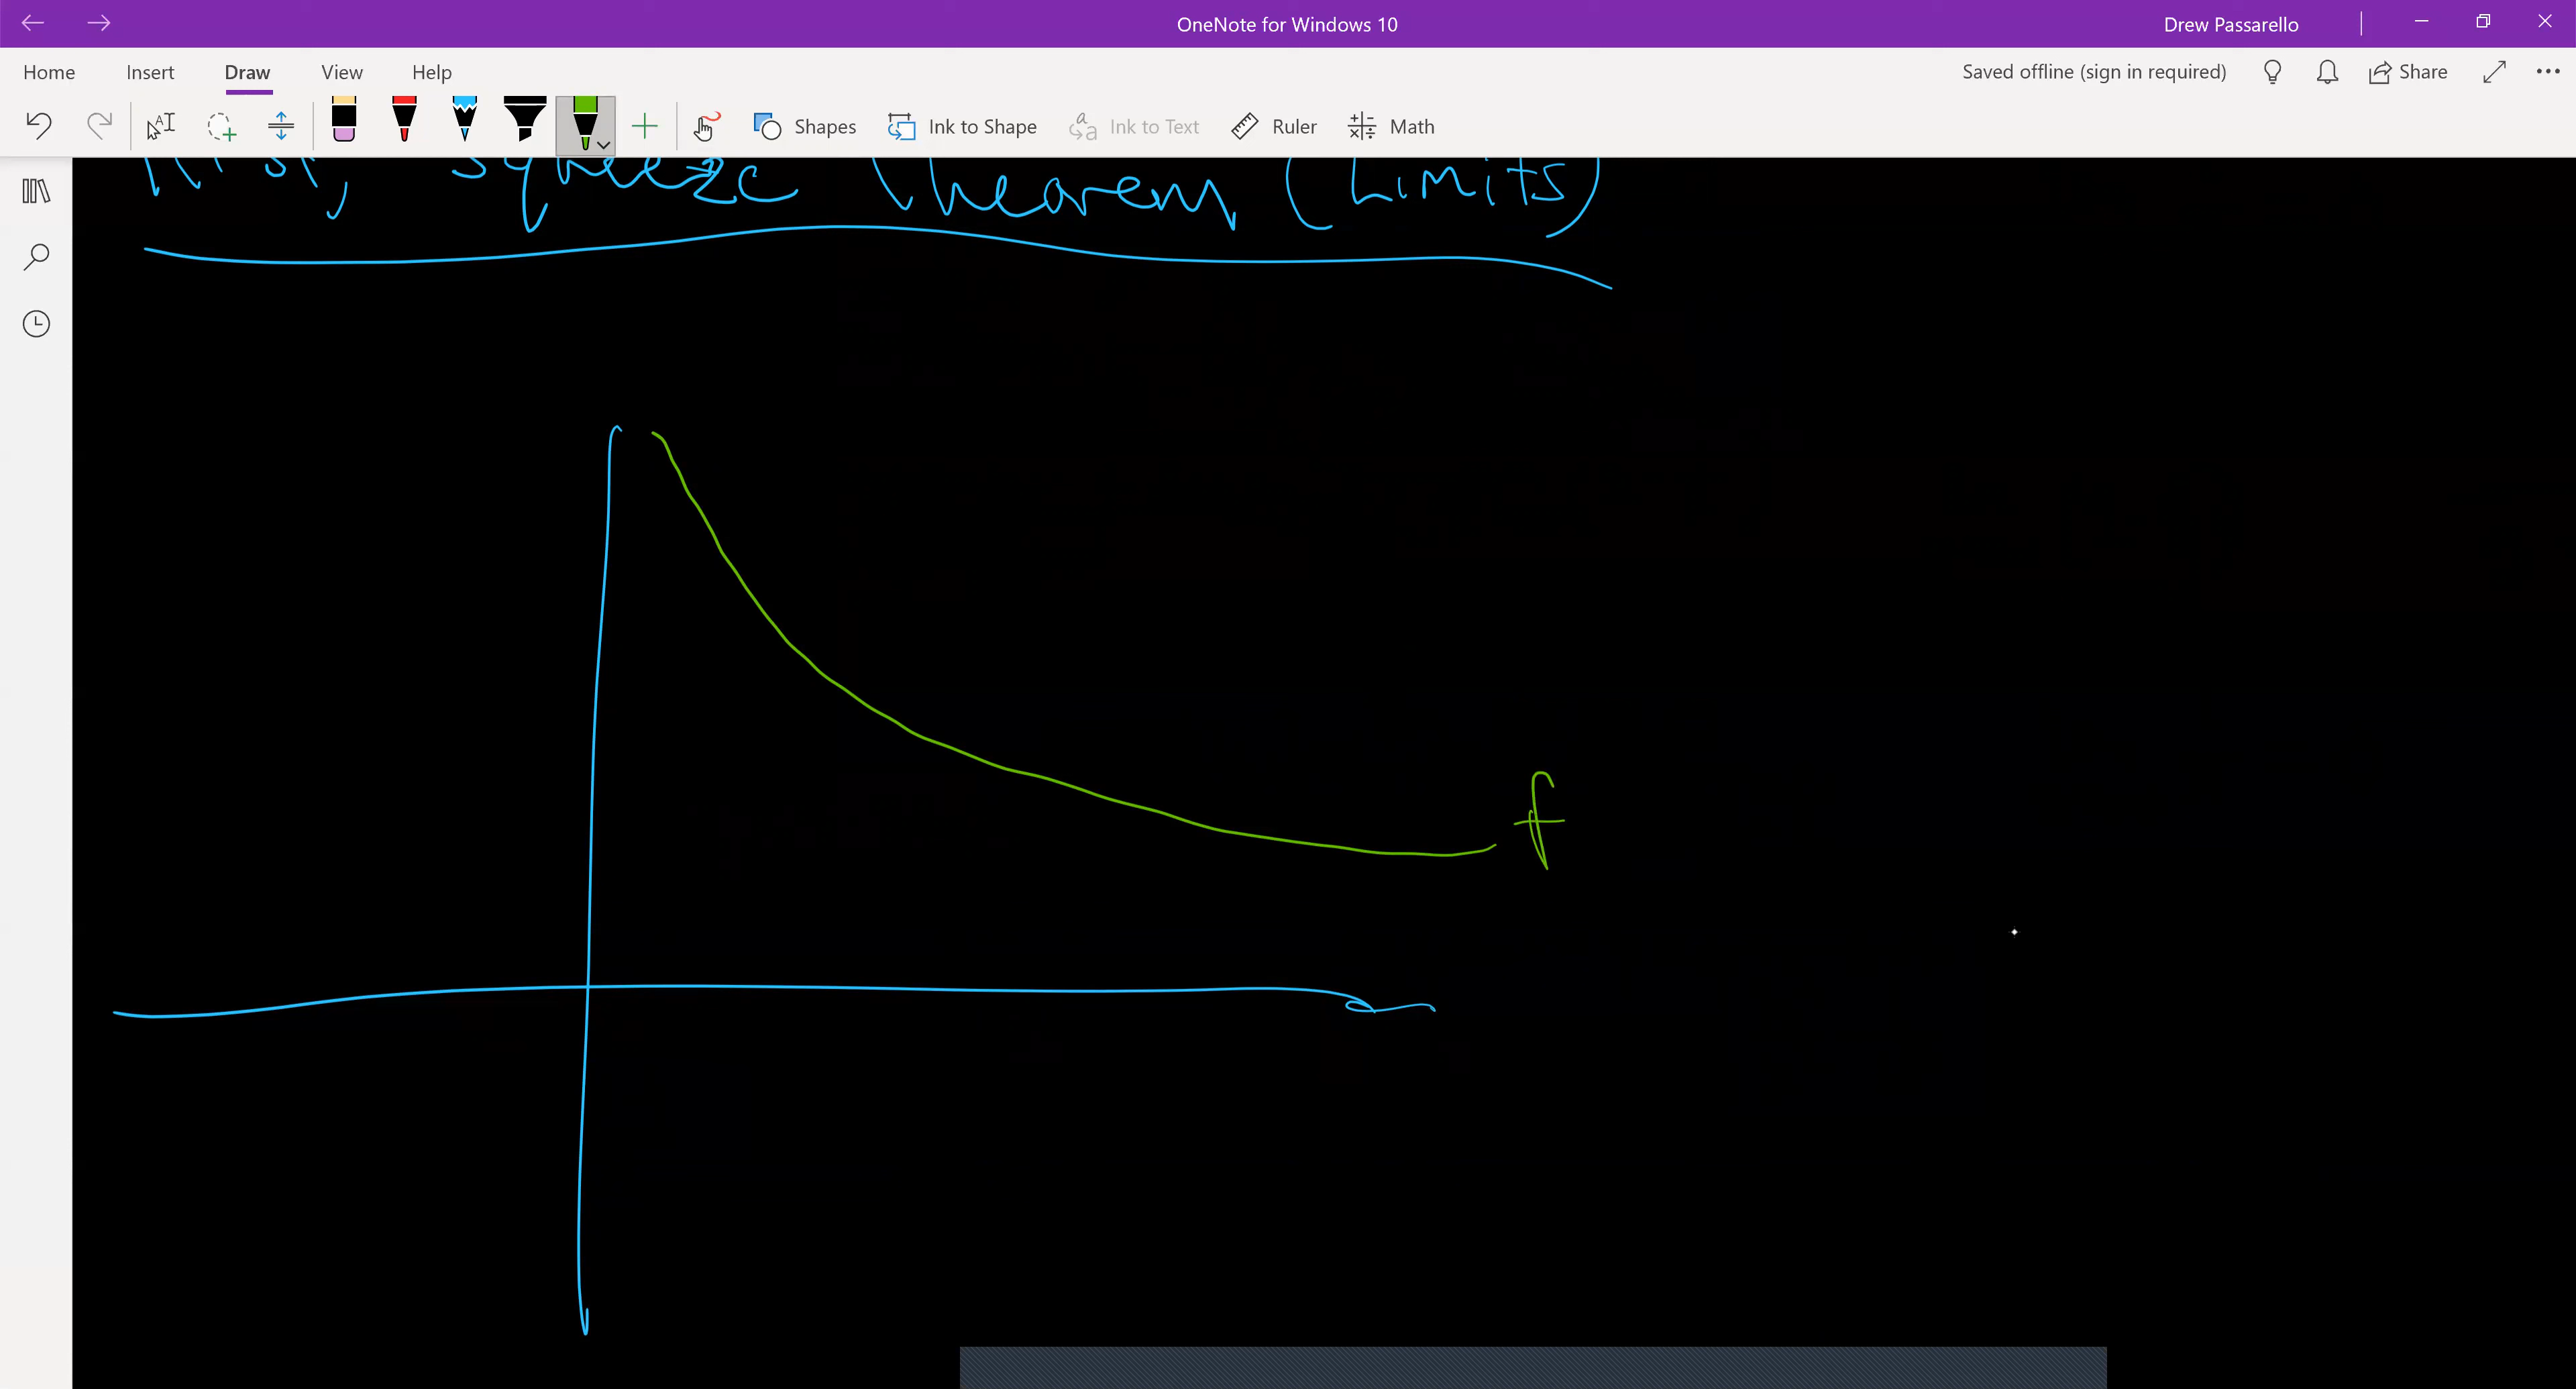 OneNote for Windows 10
Drew Passarello
Home Insert Draw View Help
Saved offline (sign in required) Share
Shapes Ink to Shape Ink to Text Ruler Math
Squeeze Theorem (Limits)
f